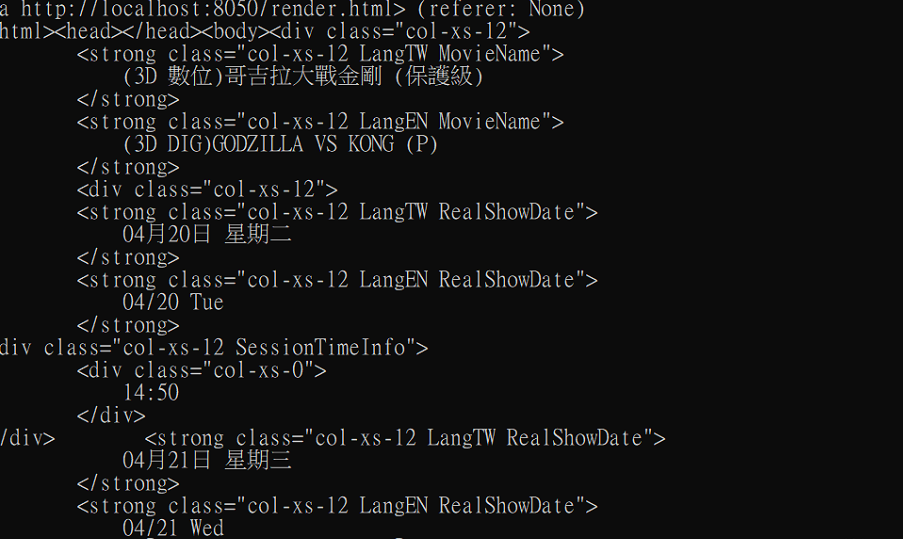 a http://localhost:8050/render.html> (referer: None)
html><head></head><body><div class="col-xs-12">
<strong class="col-xs-12 LangTW MovieName">
(3D 數位)哥吉拉大戰金剛 (保護級)
</strong>
<strong class="col-xs-12 LangEN MovieName">
(3D DIG)GODZILLA VS KONG (P)
</strong>
<div class="col-xs-12">
<strong class="col-xs-12 LangTW RealShowDate">
04月20日 星期二
</strong>
<strong class="col-xs-12 LangEN RealShowDate">
04/20 Tue
</strong>
div class="col-xs-12 SessionTimeInfo">
<div class="col-xs-0">
14:50
</div>
/div> <strong class="col-xs-12 LangTW RealShowDate">
04月21日 星期三
</strong>
<strong class="col-xs-12 LangEN RealShowDate">
04/21 Wed